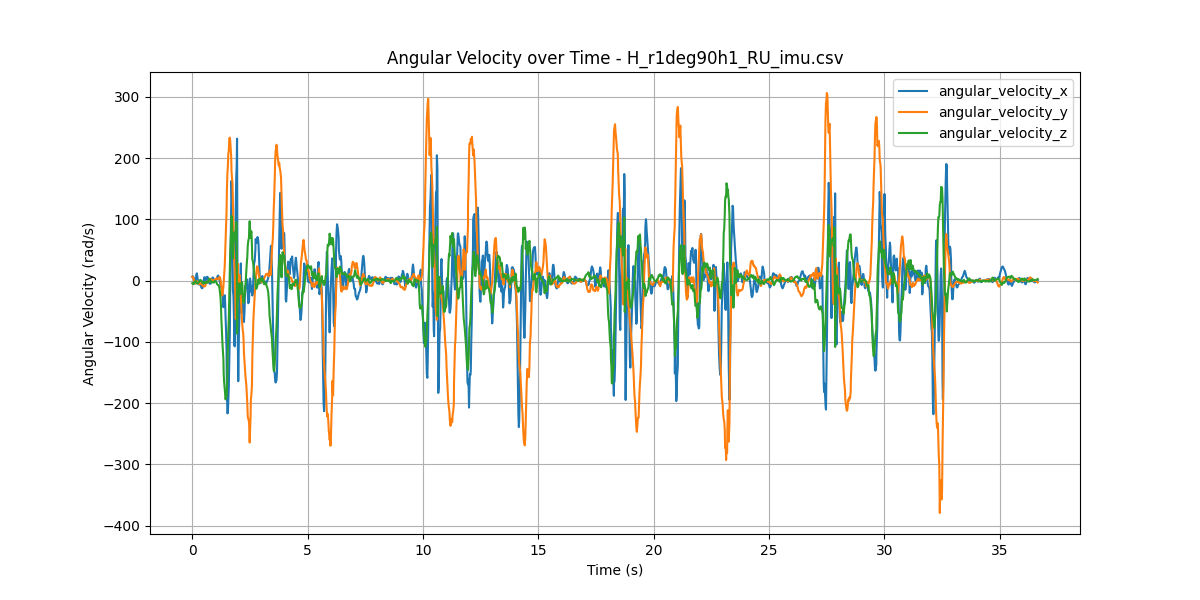 Angular Velocity over Time - H_r1deg90h1_RU_imu.csv
angular_velocity_x
angular_velocity_y
angular_velocity_z
Angular Velocity (rad/s)
300
200
100
0
−100
−200
−300
−400
0 5 10 15 20 25 30 35
Time (s)